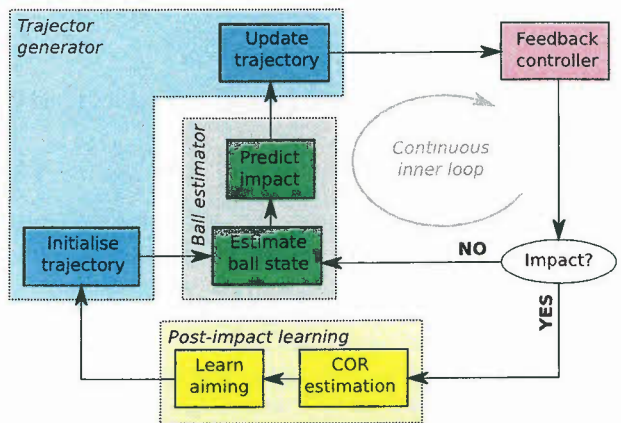 Trajector
generator
Update
trajectory
Feedback
controller
Ball estimator
Predict
impact
Continuous
inner loop
Initialise
trajectory
Estimate
ball state
NO
Impact?
YES
Post-impact learning
Learn
aiming
COR
estimation